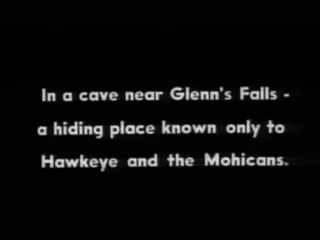 In a cave near Glenn's Falls -
a hiding place known only to
Hawkeye and the Mohicans.